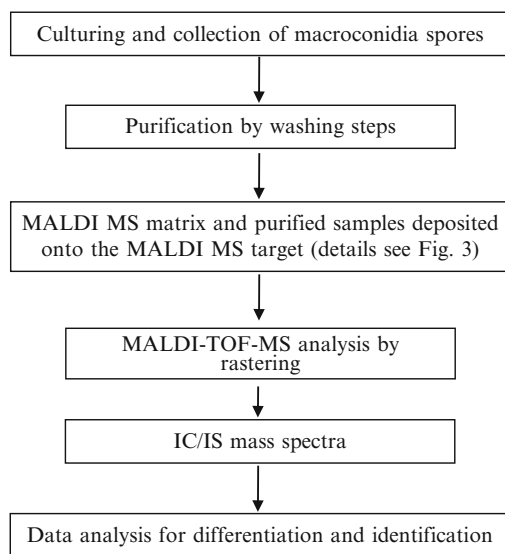 Culturing and collection of macroconidia spores
Purification by washing steps
MALDI MS matrix and purified samples deposited
onto the MALDI MS target (details see Fig. 3)
MALDI-TOF-MS analysis by
rastering
IC/IS mass spectra
Data analysis for differentiation and identification